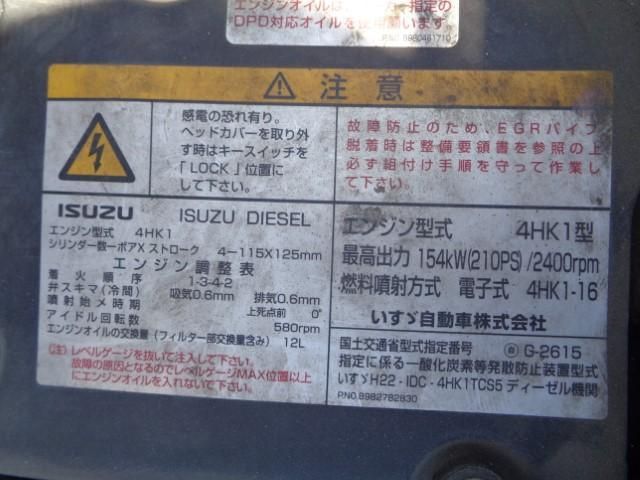 エンジンオイルは、
指定の
DPD対応オイルを使用願います。
P.NO.8980461710
注意
感電の恐れ有り。
ヘッドカバーを取り外
す時はキースイッチを
「LOCK」位置に
して下さい。
故障防止のため、EGRパイプ
脱着時は整備要領書を参照の上
必ず組付け手順を守って作業し
て下さい。
ISUZU ISUZU DIESEL
エンジン型式 4HK1
シリンダー数ーボアXストローク 4-115X125mm
エンジン調整表
着火順序 1-3-4-2
弁スキマ(冷間) 吸気0.6mm 排気0.6mm
噴射始メ時期 上死点前 0°
アイドル回転数 580rpm
エンジンオイルの交換量(フィルター部交換量含み) 12L
(注)レベルゲージを抜いて注入して下さい。
故障の原因となるのでレベルゲージMAX位置以上
にエンジンオイルを入れないで下さい。
エンジン型式 4HK1型
最高出力 154kW(210PS)/2400rpm
燃料噴射方式 電子式 4HK1-16
いすゞ自動車株式会社
国土交通省型式指定番号 G-2615
指定に係る一酸化炭素等発散防止装置型式
いすゞH22-IDC-4HK1TCS5ディーゼル機関
P.NO.8982782830